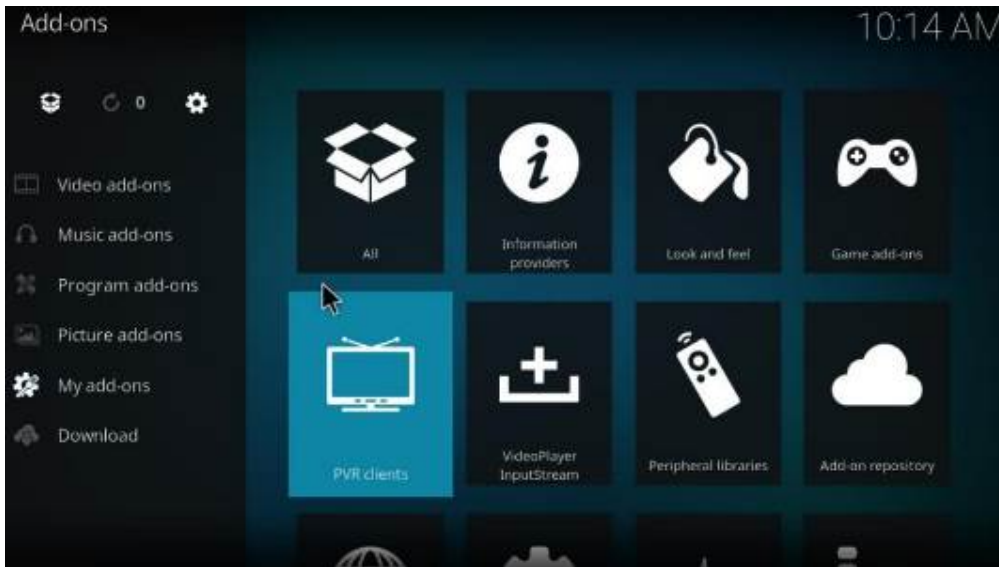 Add-ons
10:14 AM
0
Video add-ons
Music add-ons
Program add-ons
Picture add-ons
My add-ons
Download
All
Information
providers
Look and feel
Game add-ons
PVR clients
VideoPlayer
InputStream
Peripheral libraries
Add-on repository